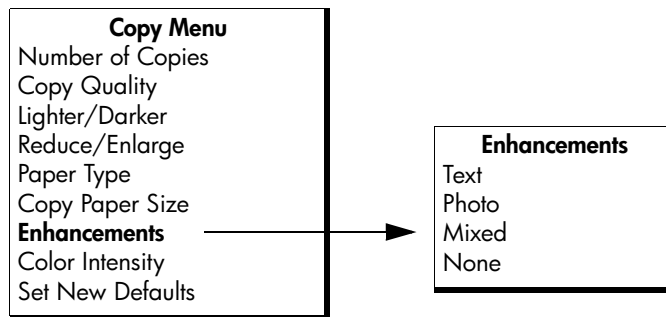 Copy Menu
Number of Copies
Copy Quality
Lighter/Darker
Reduce/Enlarge
Paper Type
Copy Paper Size
Enhancements
Color Intensity
Set New Defaults
Enhancements
Text
Photo
Mixed
None